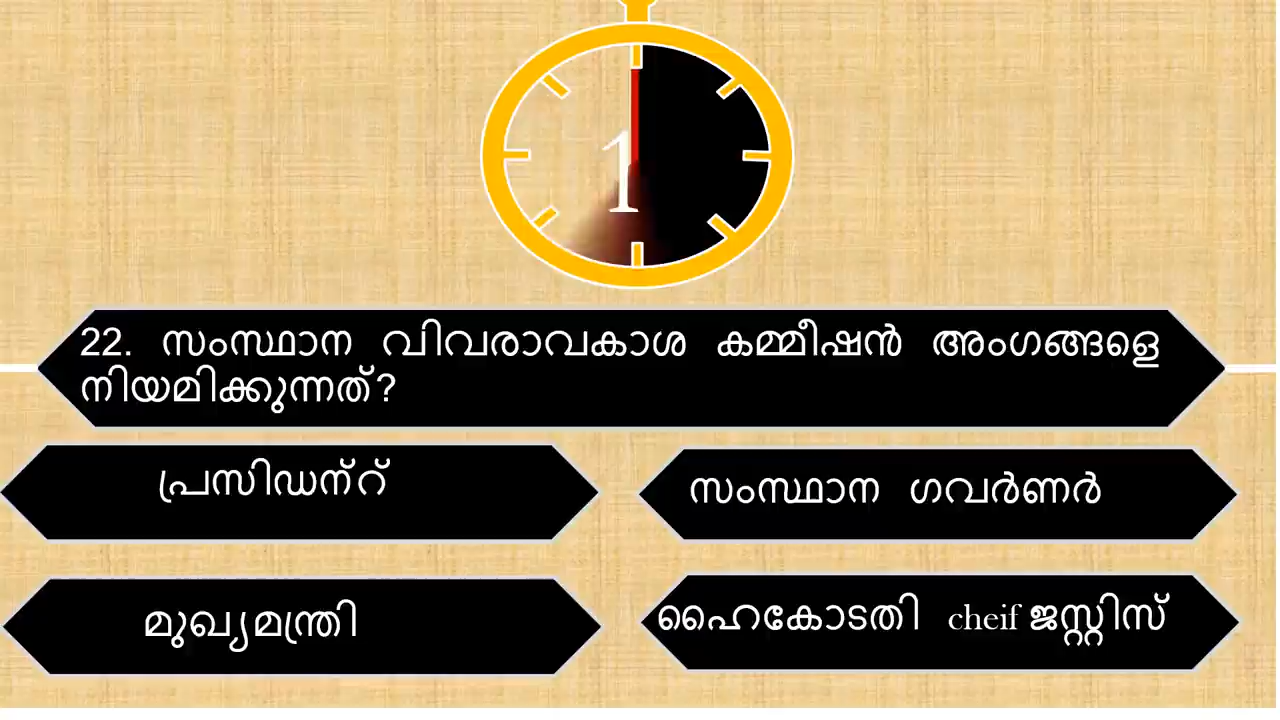 1
22. സംസ്ഥാന വിവരാവകാശ കമ്മീഷൻ അംഗങ്ങളെ
നിയമിക്കുന്നത്?
പ്രസിഡന്റ്
സംസ്ഥാന ഗവർണർ
മുഖ്യമന്ത്രി
ഹൈകോടതി cheif ജസ്റ്റിസ്